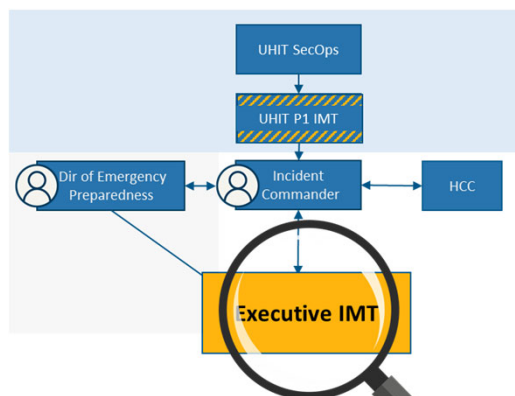 UHIT SecOps
UHIT P1 IMT
Dir of Emergency
Preparedness
Incident
Commander
HCC
Executive IMT